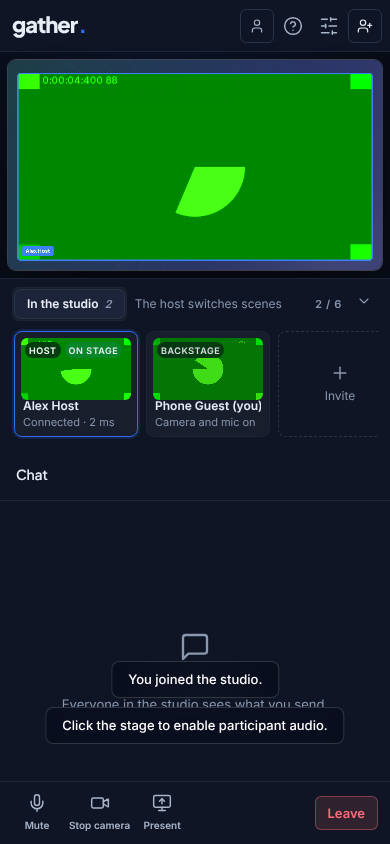 gather.
0:00:04:400 88
Alex Host
In the studio 2
The host switches scenes
2 / 6
HOST
ON STAGE
Alex Host
Connected · 2 ms
BACKSTAGE
Phone Guest (you)
Camera and mic on
Invite
Chat
You joined the studio.
Everyone in the studio sees what you send
Click the stage to enable participant audio.
Mute
Stop camera
Present
Leave